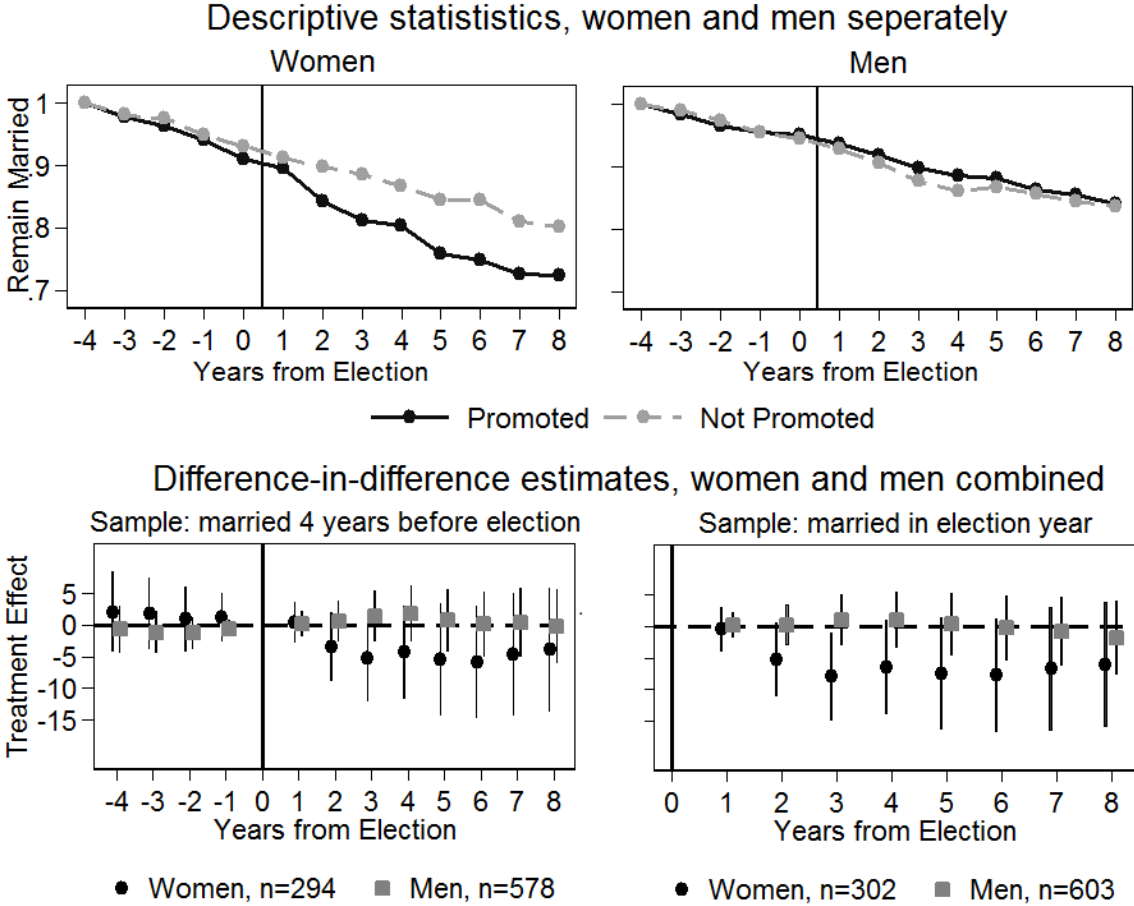 Descriptive statististics, women and men seperately
Women
Men
Remain Married
1
.9
.8
.7
-4 -3 -2 -1 0 1 2 3 4 5 6 7 8
-4 -3 -2 -1 0 1 2 3 4 5 6 7 8
Years from Election
Years from Election
Promoted
Not Promoted
Difference-in-difference estimates, women and men combined
Sample: married 4 years before election
Sample: married in election year
Treatment Effect
5
0
-5
-10
-15
-4 -3 -2 -1 0 1 2 3 4 5 6 7 8
0 1 2 3 4 5 6 7 8
Years from Election
Years from Election
Women, n=294
Men, n=578
Women, n=302
Men, n=603